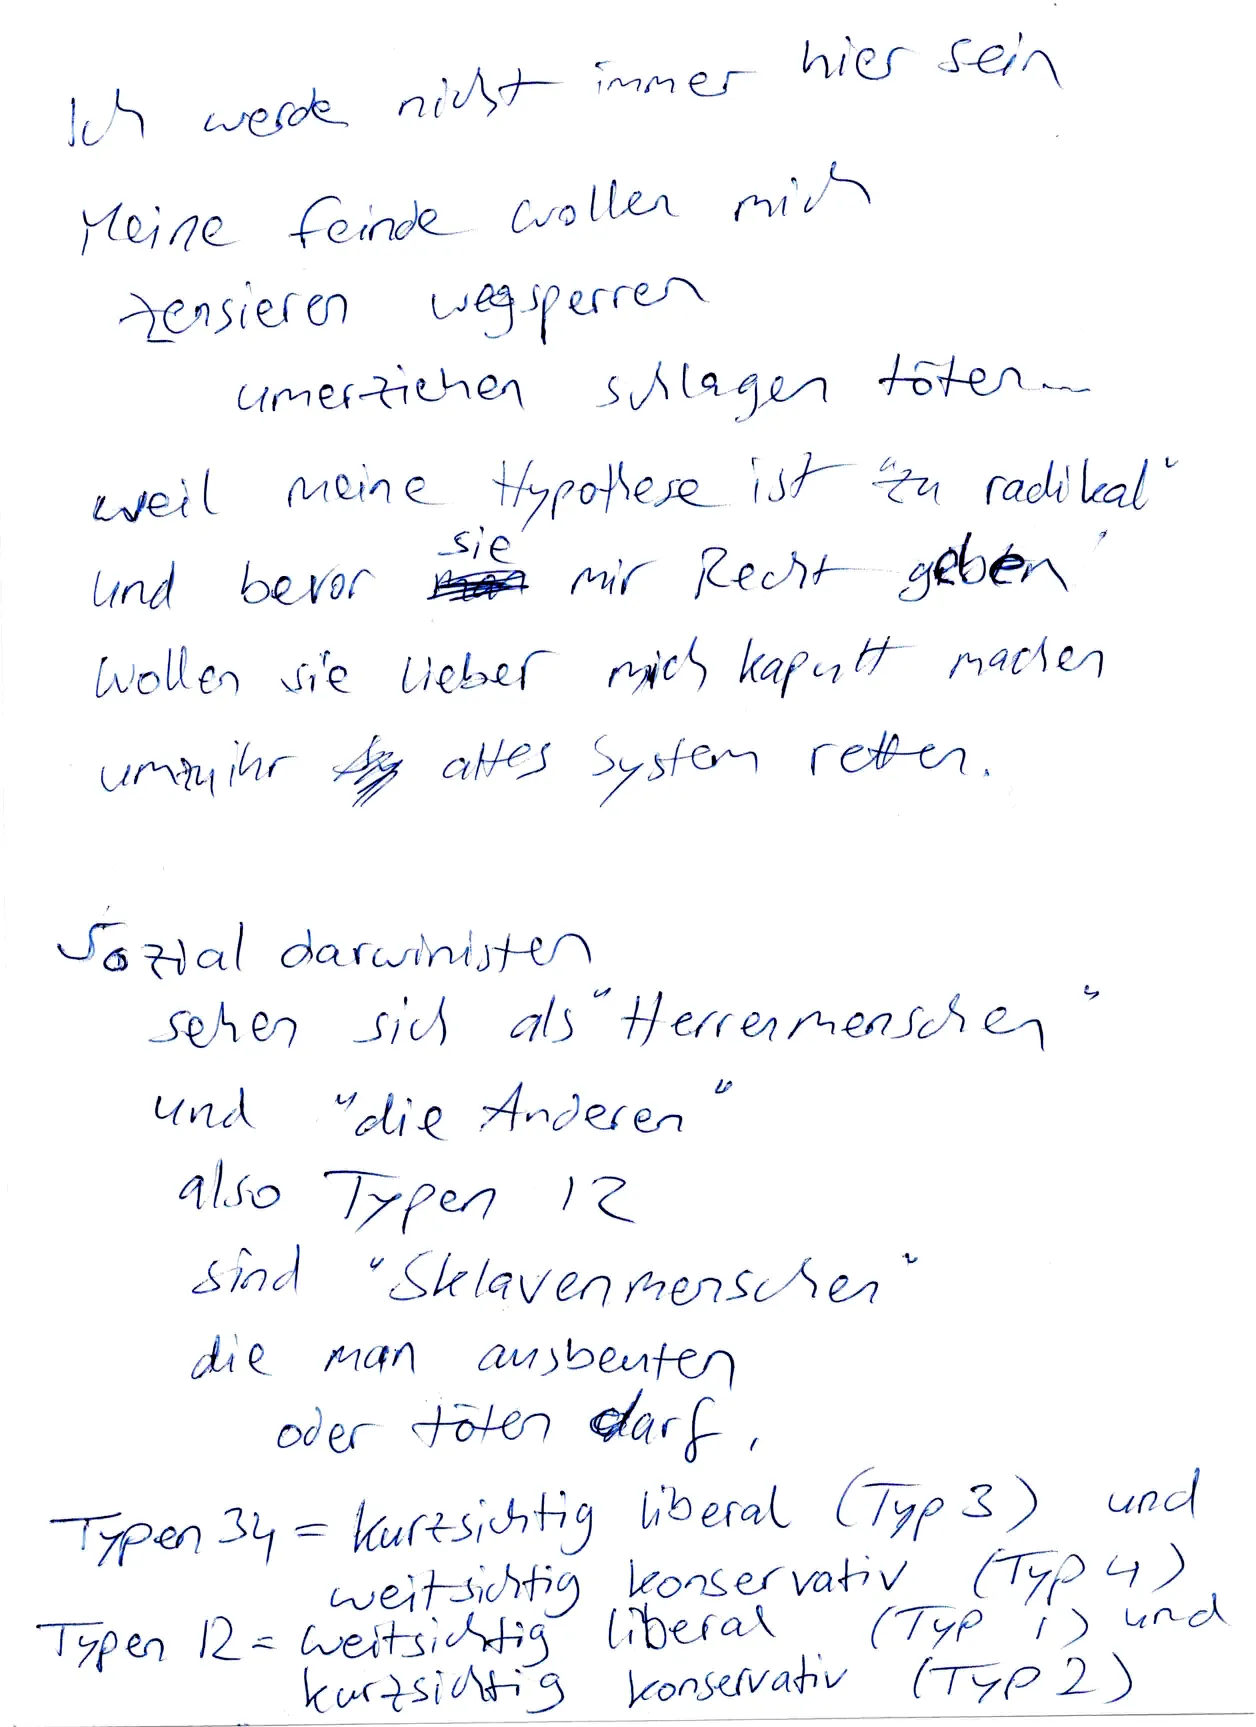 Ich werde nicht immer hier sein
Meine Feinde wollen mich
zensieren wegsperren
umerziehen schlagen töten...
weil meine Hypothese ist "zu radikal"
und bevor sie mir Recht geben
wollen sie lieber mich kaputt machen
um zu ihr altes System retten.
Sozialdarwinisten
sehen sich als "Herrenmenschen"
und "die Anderen"
also Typen 12
sind "Sklavenmenschen"
die man ausbeuten
oder töten darf.
Typen 34 = kurzsichtig liberal (Typ 3) und
weitsichtig konservativ (Typ 4)
Typen 12 = weitsichtig liberal (Typ 1) und
kurzsichtig konservativ (Typ 2)